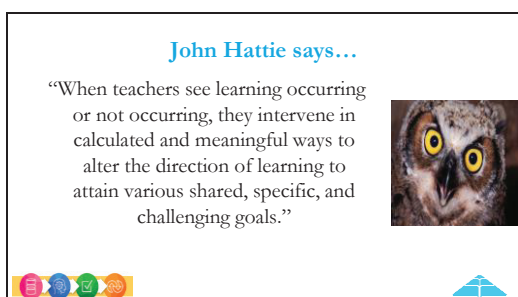 John Hattie says…
“When teachers see learning occurring
or not occurring, they intervene in
calculated and meaningful ways to
alter the direction of learning to
attain various shared, specific, and
challenging goals.”